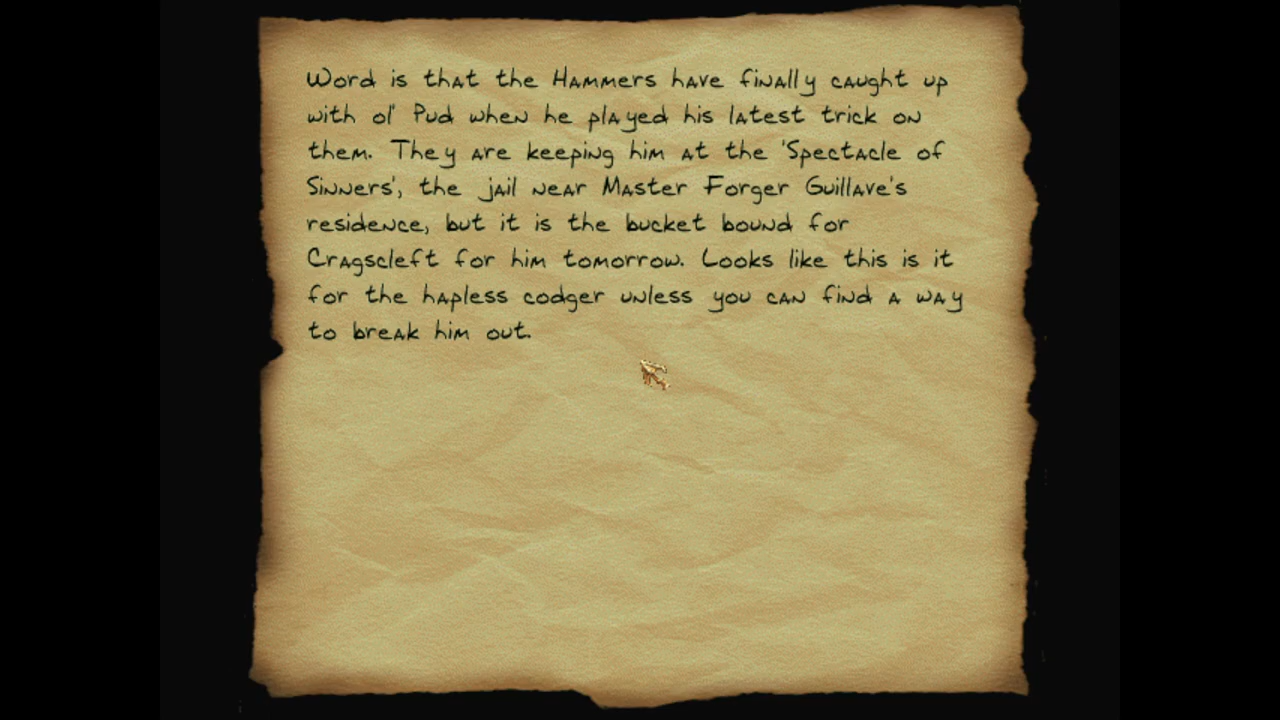 Word is that the Hammers have finally caught up
with ol' Pud when he played his latest trick on
them. They are keeping him at the 'Spectacle of
Sinners', the jail near Master Forger Guillave's
residence, but it is the bucket bound for
Cragscleft for him tomorrow. Looks like this is it
for the hapless codger unless you can find a way
to break him out.